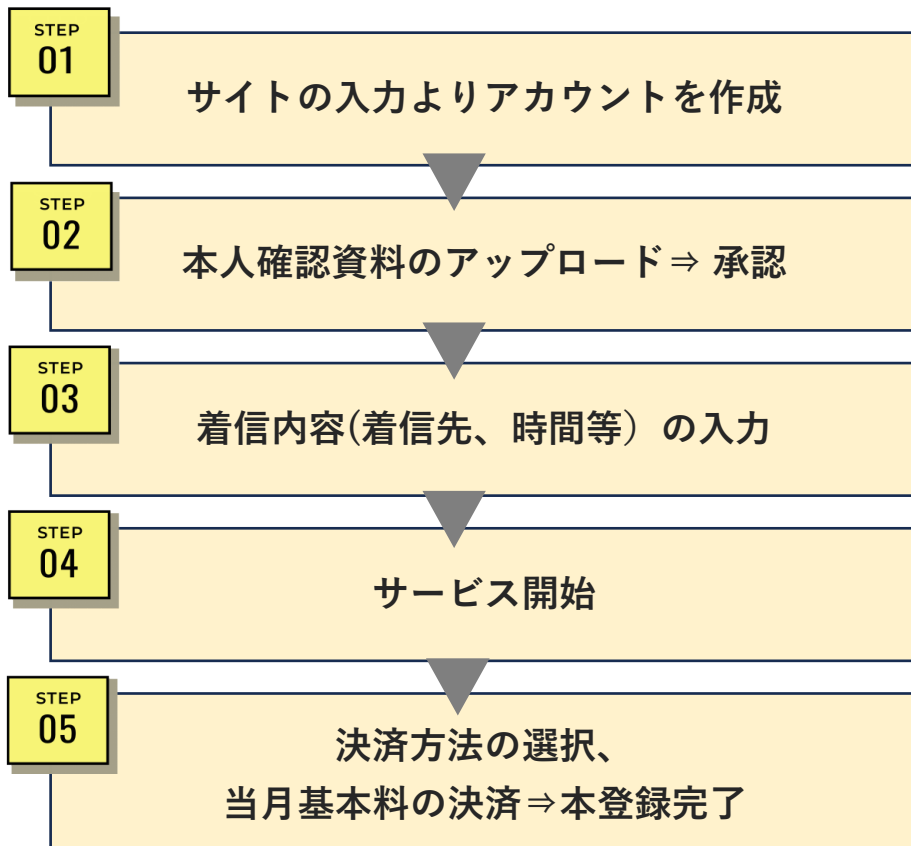 STEP
01
サイトの入力よりアカウントを作成
STEP
02
本人確認資料のアップロード⇒ 承認
STEP
03
着信内容(着信先、時間等）の入力
STEP
04
サービス開始
STEP
05
決済方法の選択、
当月基本料の決済⇒本登録完了